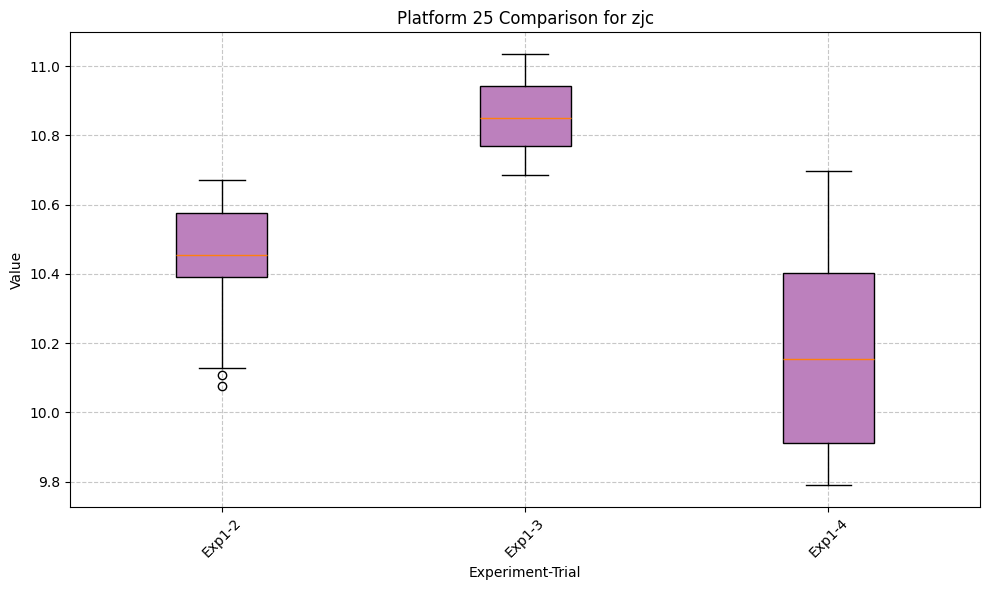 Platform 25 Comparison for zjc
Value
11.0
10.8
10.6
10.4
10.2
10.0
9.8
Exp1-2
Exp1-3
Exp1-4
Experiment-Trial